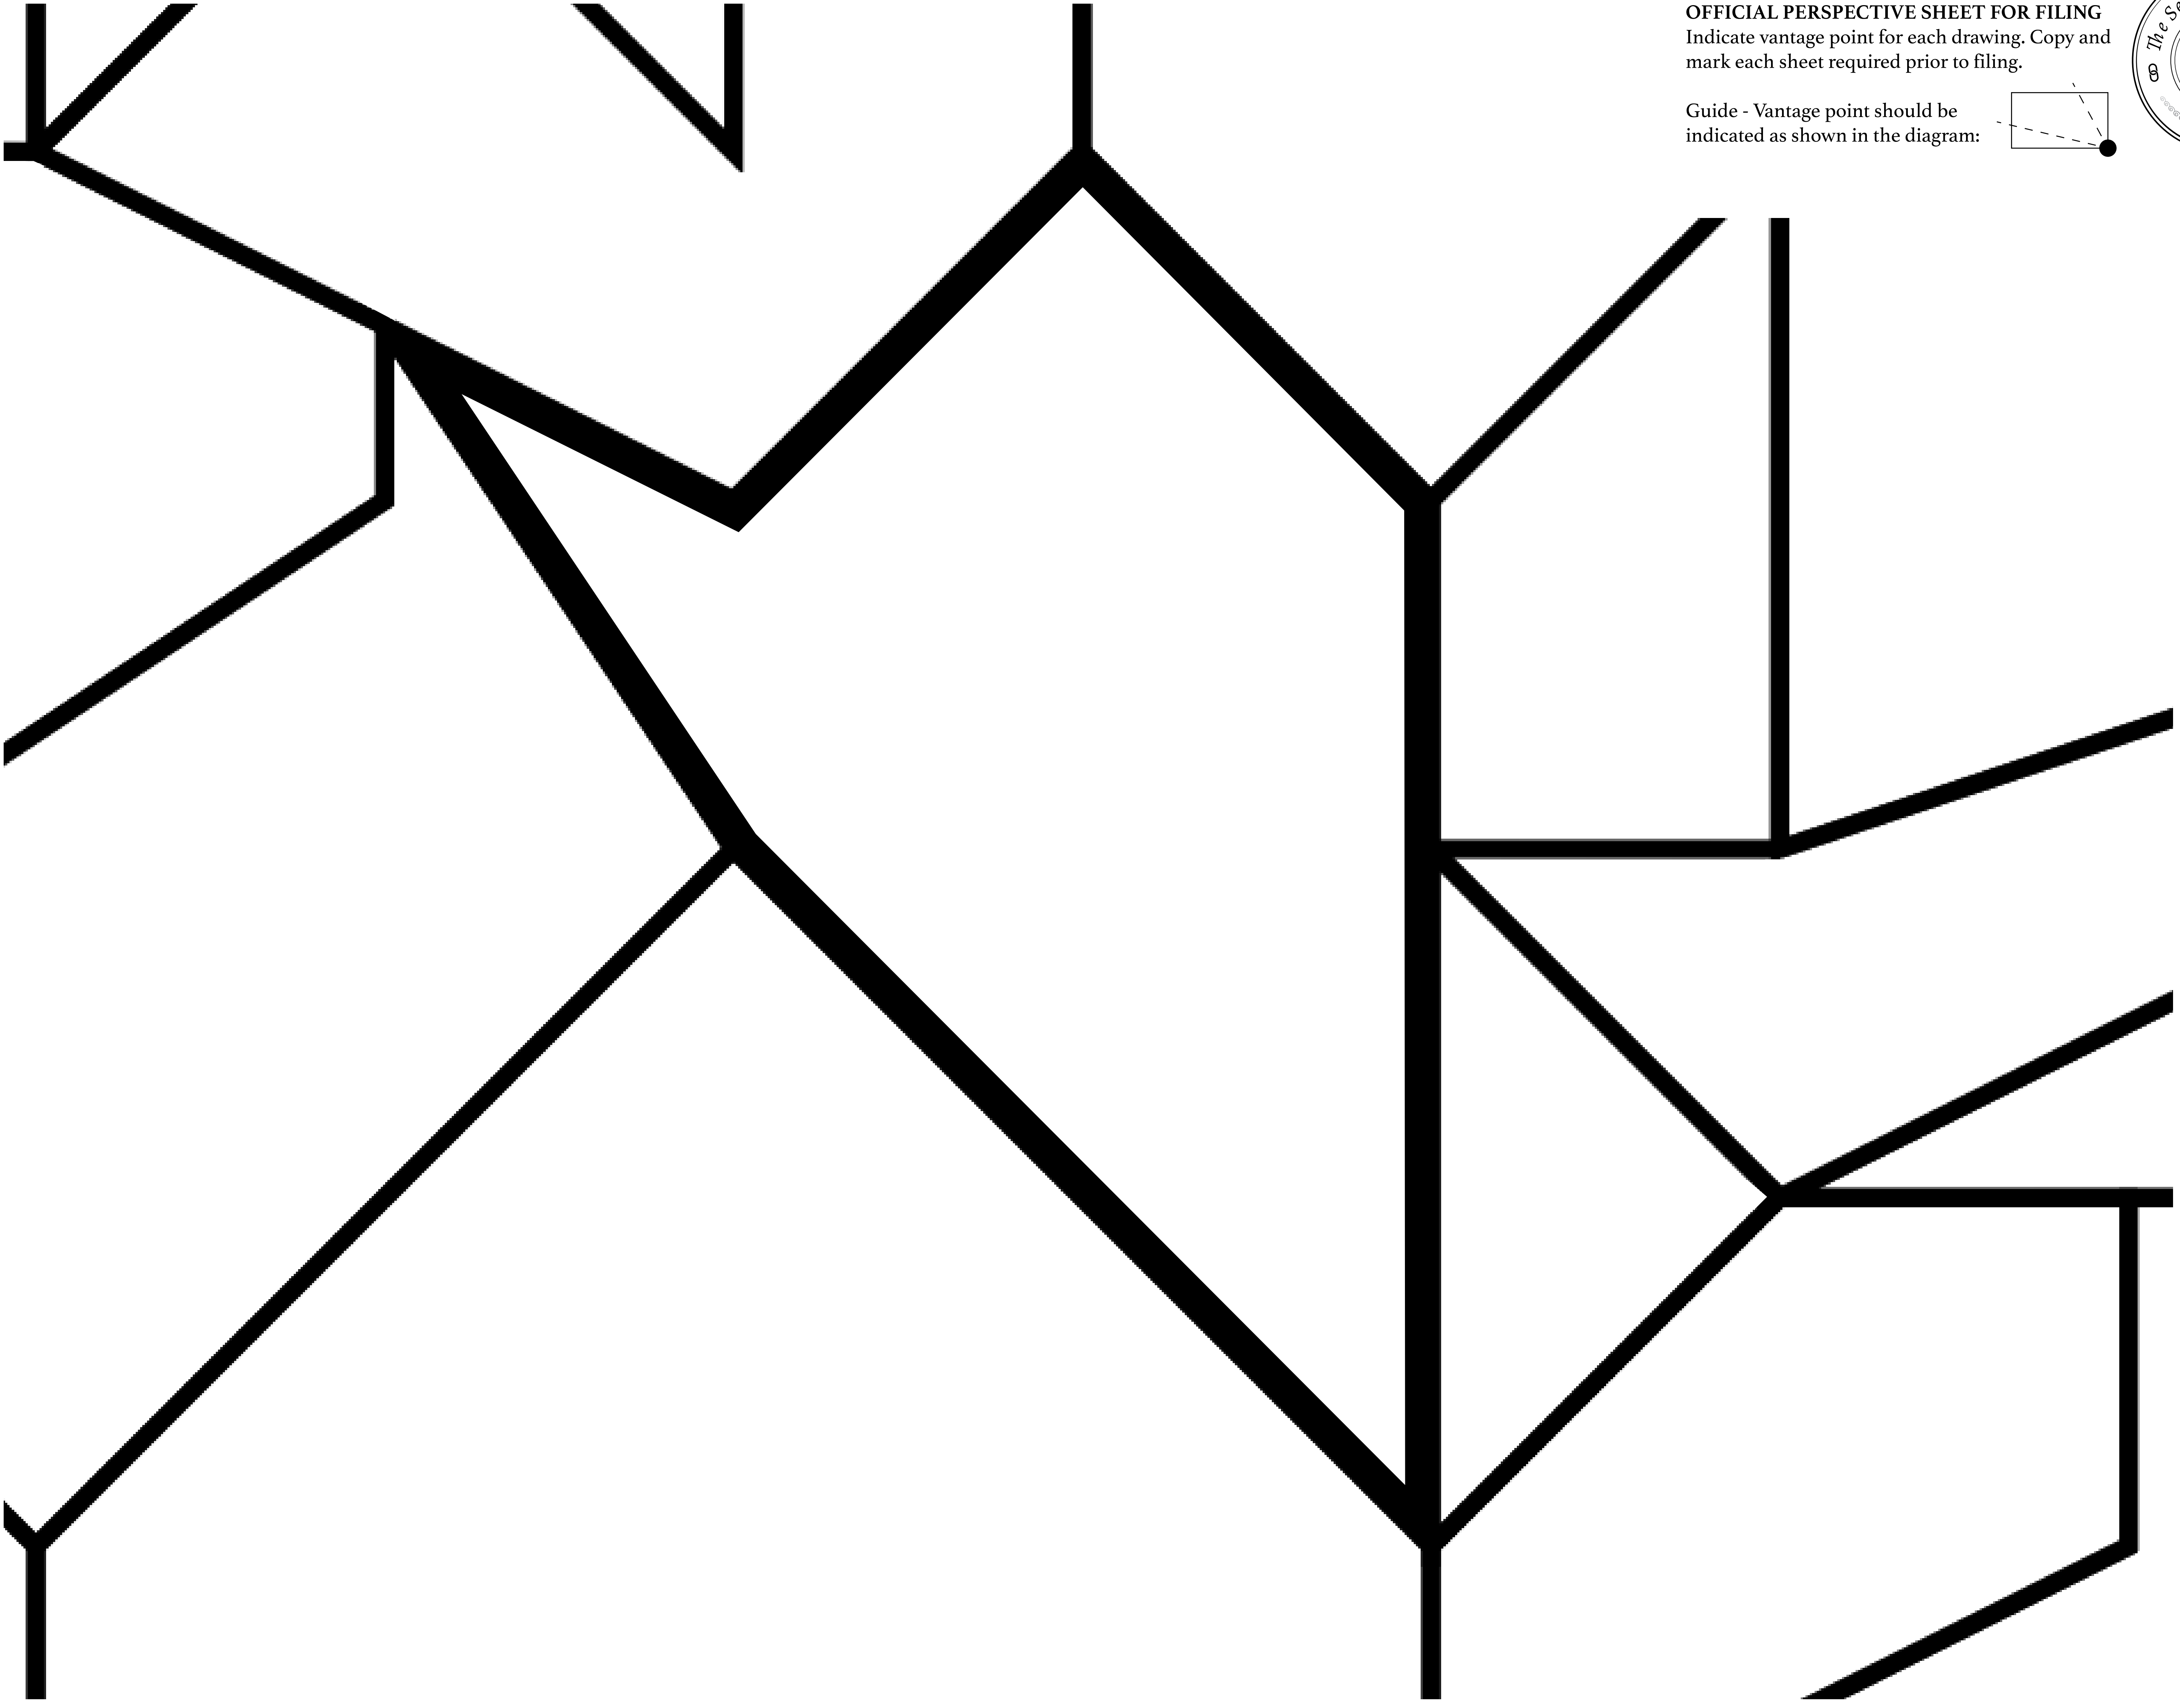 OFFICIAL PERSPECTIVE SHEET FOR FILING
Indicate vantage point for each drawing. Copy and
mark each sheet required prior to filing.
Guide - Vantage point should be
indicated as shown in the diagram:
The